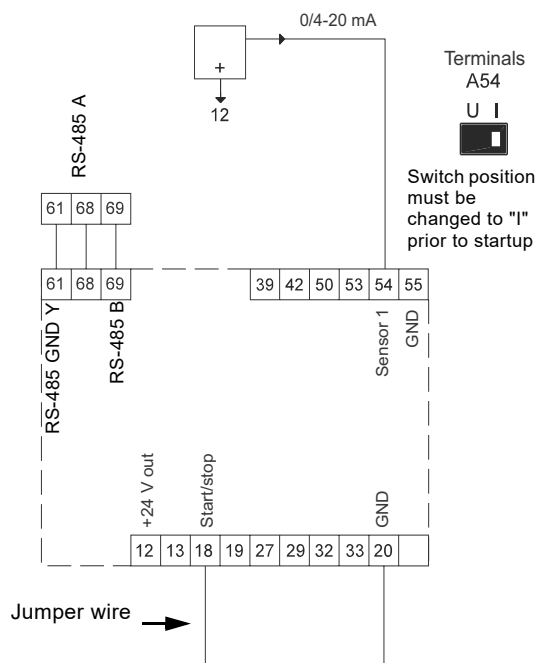 0/4-20 mA
+
12
Terminals
A54
U I
Switch position
must be
changed to "I"
prior to startup
RS-485 A
61 68 69
61 68 69
39 42 50 53 54 55
RS-485 GND Y
RS-485 B
Sensor 1
GND
+24 V out
Start/stop
GND
12 13 18 19 27 29 32 33 20
Jumper wire